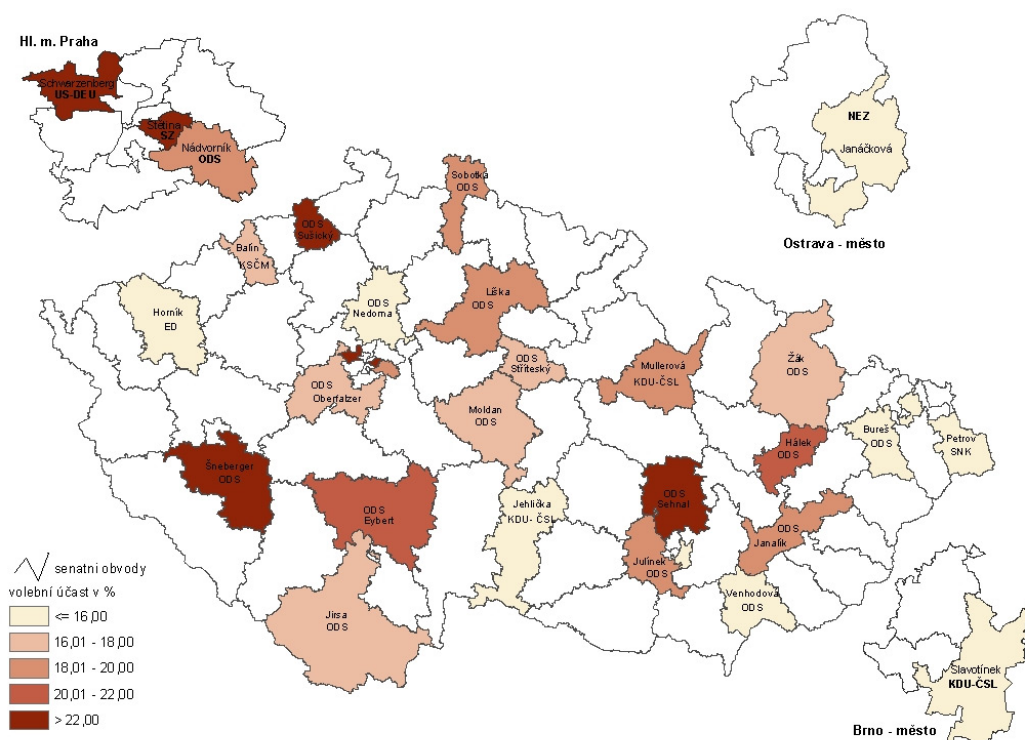 Hl. m. Praha
Schwarzenberg
US-DEU
Štětina
SZ
Nádvorník
ODS
NEZ
Janáčková
Ostrava - město
Sobotka
ODS
ODS
Sušický
Balín
KSČM
Horník
ED
ODS
Nedoma
Liška
ODS
ODS
Stříteský
ODS
Oberfalzer
Moldan
ODS
Mullerová
KDU-ČSL
Žák
ODS
Hálek
ODS
Bureš
ODS
Petrov
SNK
Šneberger
ODS
ODS
Eybert
Jehlička
KDU- ČSL
ODS
Sehnal
ODS
Janalík
Julínek
ODS
Venhodová
ODS
Jirsa
ODS
senatni obvody
volební účast v %
<= 16,00
16,01 - 18,00
18,01 - 20,00
20,01 - 22,00
> 22,00
Slavotínek
KDU-ČSL
Brno - město